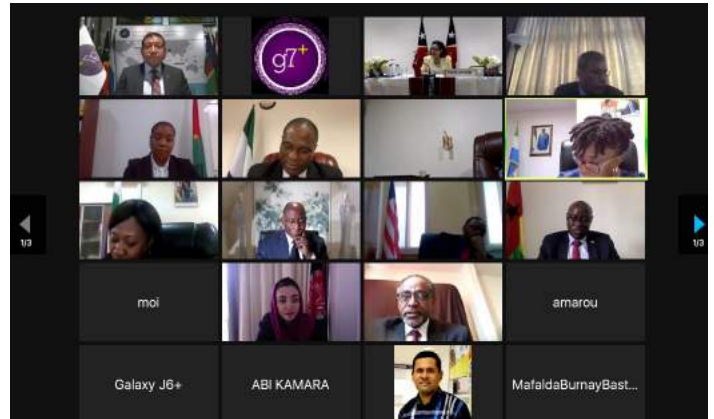 g7+
1/3
1/3
moi
amarou
Galaxy J6+
ABI KAMARA
MafaldaBurnayBast...